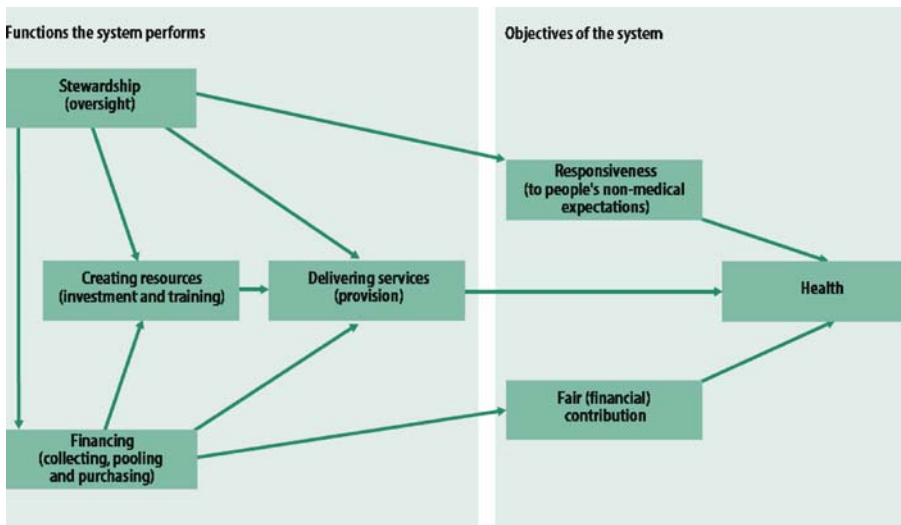 Functions the system performs
Objectives of the system
Stewardship
(oversight)
Responsiveness
(to people's non-medical
expectations)
Creating resources
(investment and training)
Delivering services
(provision)
Health
Fair (financial)
contribution
Financing
(collecting, pooling
and purchasing)